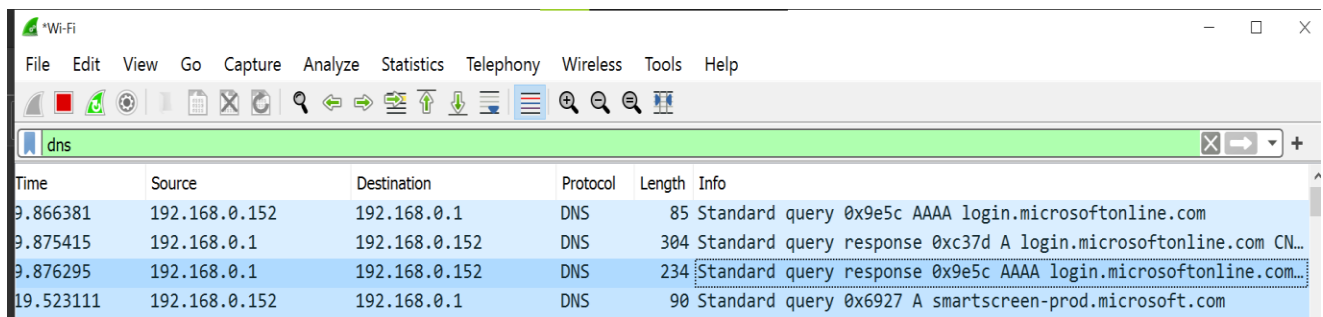 *Wi-Fi
File Edit View Go Capture Analyze Statistics Telephony Wireless Tools Help
dns
Time Source Destination Protocol Length Info
9.866381 192.168.0.152 192.168.0.1 DNS 85 Standard query 0x9e5c AAAA login.microsoftonline.com
9.875415 192.168.0.1 192.168.0.152 DNS 304 Standard query response 0xc37d A login.microsoftonline.com CN…
9.876295 192.168.0.1 192.168.0.152 DNS 234 Standard query response 0x9e5c AAAA login.microsoftonline.com…
19.523111 192.168.0.152 192.168.0.1 DNS 90 Standard query 0x6927 A smartscreen-prod.microsoft.com